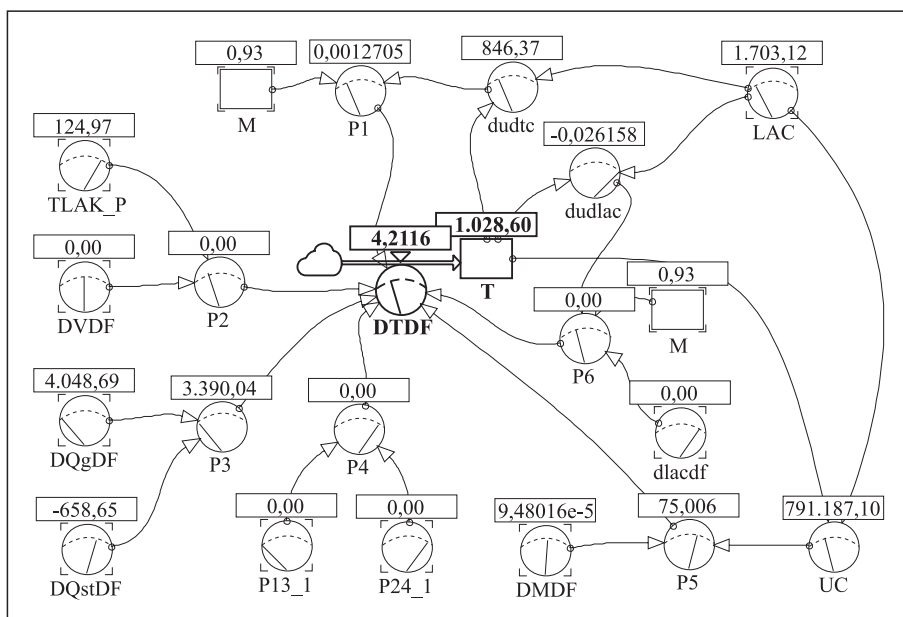 0,93
M
0,0012705
P1
846,37
dudtc
1.703,12
LAC
124,97
TLAK_P
-0,026158
dudlac
0,00
DVDF
0,00
P2
4,2116
DTDF
1.028,60
T
0,00
P6
0,93
M
4.048,69
DQgDF
3.390,04
P3
0,00
P4
0,00
dlacdf
-658,65
DQstDF
0,00
P13_1
0,00
P24_1
9,48016e-5
DMDF
75,006
P5
791.187,10
UC